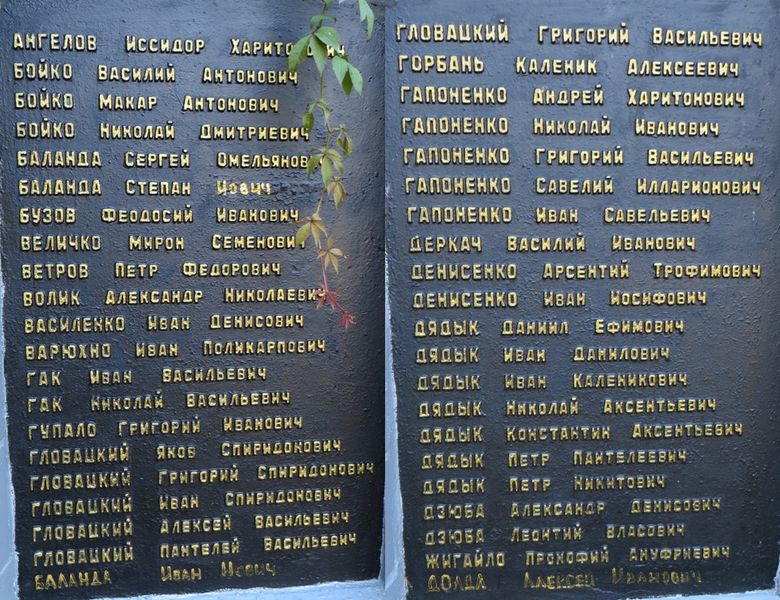 АНГЕЛОВ ИССИДОР ХАРИТОНОВИЧ
БОЙКО ВАСИЛИЙ АНТОНОВИЧ
БОЙКО МАКАР АНТОНОВИЧ
БОЙКО НИКОЛАЙ ДМИТРИЕВИЧ
БАЛАНДА СЕРГЕЙ ОМЕЛЬЯНОВ
БАЛАНДА СТЕПАН ИОВИЧ
БУЗОВ ФЕОДОСИЙ ИВАНОВИЧ
ВЕЛИЧКО МИРОН СЕМЕНОВИЧ
ВЕТРОВ ПЕТР ФЕДОРОВИЧ
ВОЛИК АЛЕКСАНДР НИКОЛАЕВИЧ
ВАСИЛЕНКО ИВАН ДЕНИСОВИЧ
ВАРЮХНО ИВАН ПОЛИКАРПОВИЧ
ГАК ИВАН ВАСИЛЬЕВИЧ
ГАК НИКОЛАЙ ВАСИЛЬЕВИЧ
ГУПАЛО ГРИГОРИЙ ИВАНОВИЧ
ГЛОВАЦКИЙ ЯКОВ СПИРИДОНОВИЧ
ГЛОВАЦКИЙ ГРИГОРИЙ СПИРИДОНОВИЧ
ГЛОВАЦКИЙ ИВАН СПИРИДОНОВИЧ
ГЛОВАЦКИЙ АЛЕКСЕЙ ВАСИЛЬЕВИЧ
ГЛОВАЦКИЙ ПАНТЕЛЕЙ ВАСИЛЬЕВИЧ
БАЛАНДА ИВАН ИОВИЧ
ГЛОВАЦКИЙ ГРИГОРИЙ ВАСИЛЬЕВИЧ
ГОРБАНЬ КАЛЕНИК АЛЕКСЕЕВИЧ
ГАПОНЕНКО АНДРЕЙ ХАРИТОНОВИЧ
ГАПОНЕНКО НИКОЛАЙ ИВАНОВИЧ
ГАПОНЕНКО ГРИГОРИЙ ВАСИЛЬЕВИЧ
ГАПОНЕНКО САВЕЛИЙ ИЛЛАРИОНОВИЧ
ГАПОНЕНКО ИВАН САВЕЛЬЕВИЧ
ДЕРКАЧ ВАСИЛИЙ ИВАНОВИЧ
ДЕНИСЕНКО АРСЕНТИЙ ТРОФИМОВИЧ
ДЕНИСЕНКО ИВАН ИОСИФОВИЧ
ДЯДЫК ДАНИИЛ ЕФИМОВИЧ
ДЯДЫК ИВАН ДАНИЛОВИЧ
ДЯДЫК ИВАН КАЛЕНИКОВИЧ
ДЯДЫК НИКОЛАЙ АКСЕНТЬЕВИЧ
ДЯДЫК КОНСТАНТИН АКСЕНТЬЕВИЧ
ДЯДЫК ПЕТР ПАНТЕЛЕЕВИЧ
ДЯДЫК ПЕТР НИКИТОВИЧ
ДЗЮБА АЛЕКСАНДР ДЕНИСОВИЧ
ДЗЮБА ЛЕОНТИЙ ВЛАСОВИЧ
ЖИГАЙЛО ПРОКОФИЙ АНУФРИЕВИЧ
ДОЛДА АЛЕКСЕЙ ИВАНОВИЧ